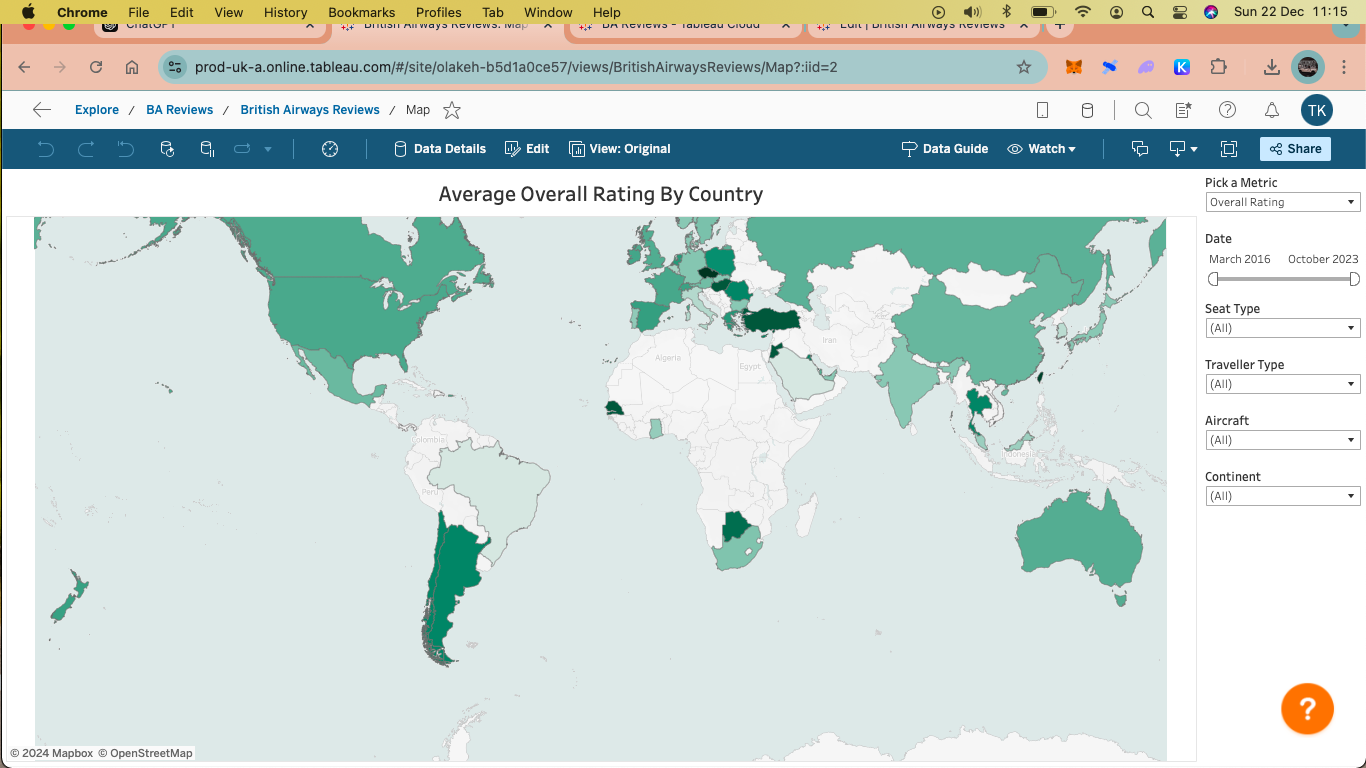 Chrome File Edit View History Bookmarks Profiles Tab Window Help Sun 22 Dec 11:15
ChatGPT British Airways Reviews: Map BA Reviews - Tableau Cloud Edit | British Airways Reviews
prod-uk-a.online.tableau.com/#/site/olakeh-b5d1a0ce57/views/BritishAirwaysReviews/Map?:iid=2
Explore / BA Reviews / British Airways Reviews / Map TK
Data Details Edit View: Original Data Guide Watch Share
Average Overall Rating By Country
Pick a Metric
Overall Rating
Date
March 2016 October 2023
Seat Type
(All)
Traveller Type
(All)
Aircraft
(All)
Continent
(All)
Iran
Algeria
Egypt
Colombia
Indonesia
Peru
?
© 2024 Mapbox © OpenStreetMap